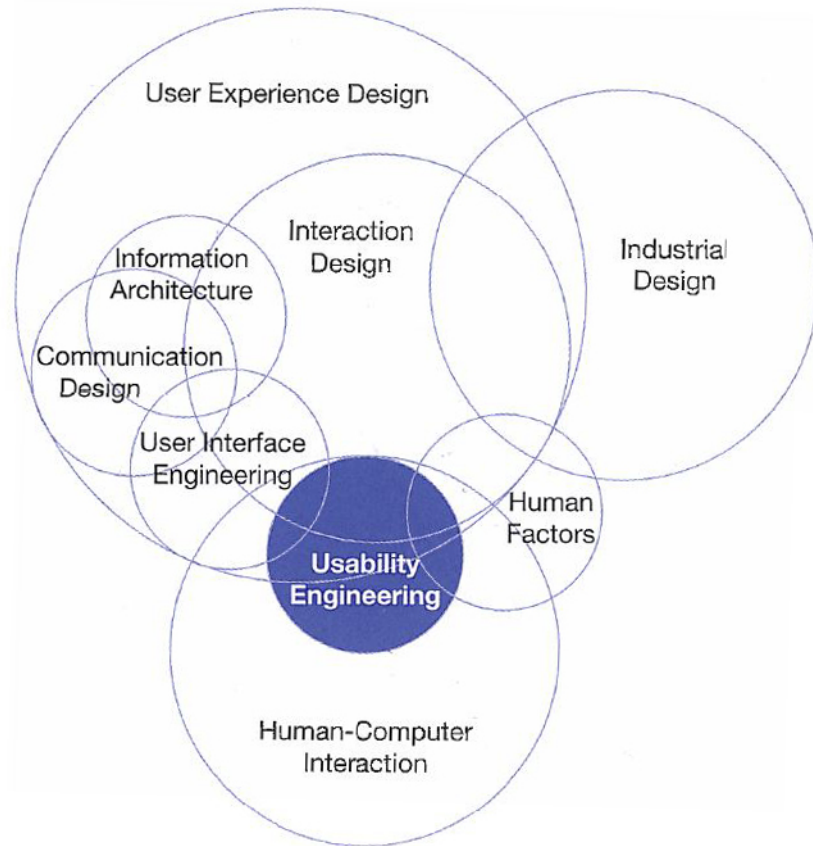 User Experience Design
Interaction
Design
Industrial
Design
Information
Architecture
Communication
Design
User Interface
Engineering
Human
Factors
Usability
Engineering
Human-Computer
Interaction